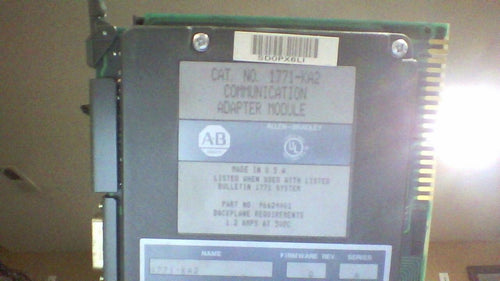 SD0PX6LI
CAT. NO. 1771-KA2
COMMUNICATION
ADAPTER MODULE
AB
ALLEN-BRADLEY
UL
MADE IN U S A
LISTED WHEN USED WITH LISTED
BULLETIN 1771 SYSTEM
PART NO.
BACKPLANE REQUIREMENTS
1.2 AMPS AT 5VDC
NAME FIRMWARE REV. SERIES
1771-KA2 A